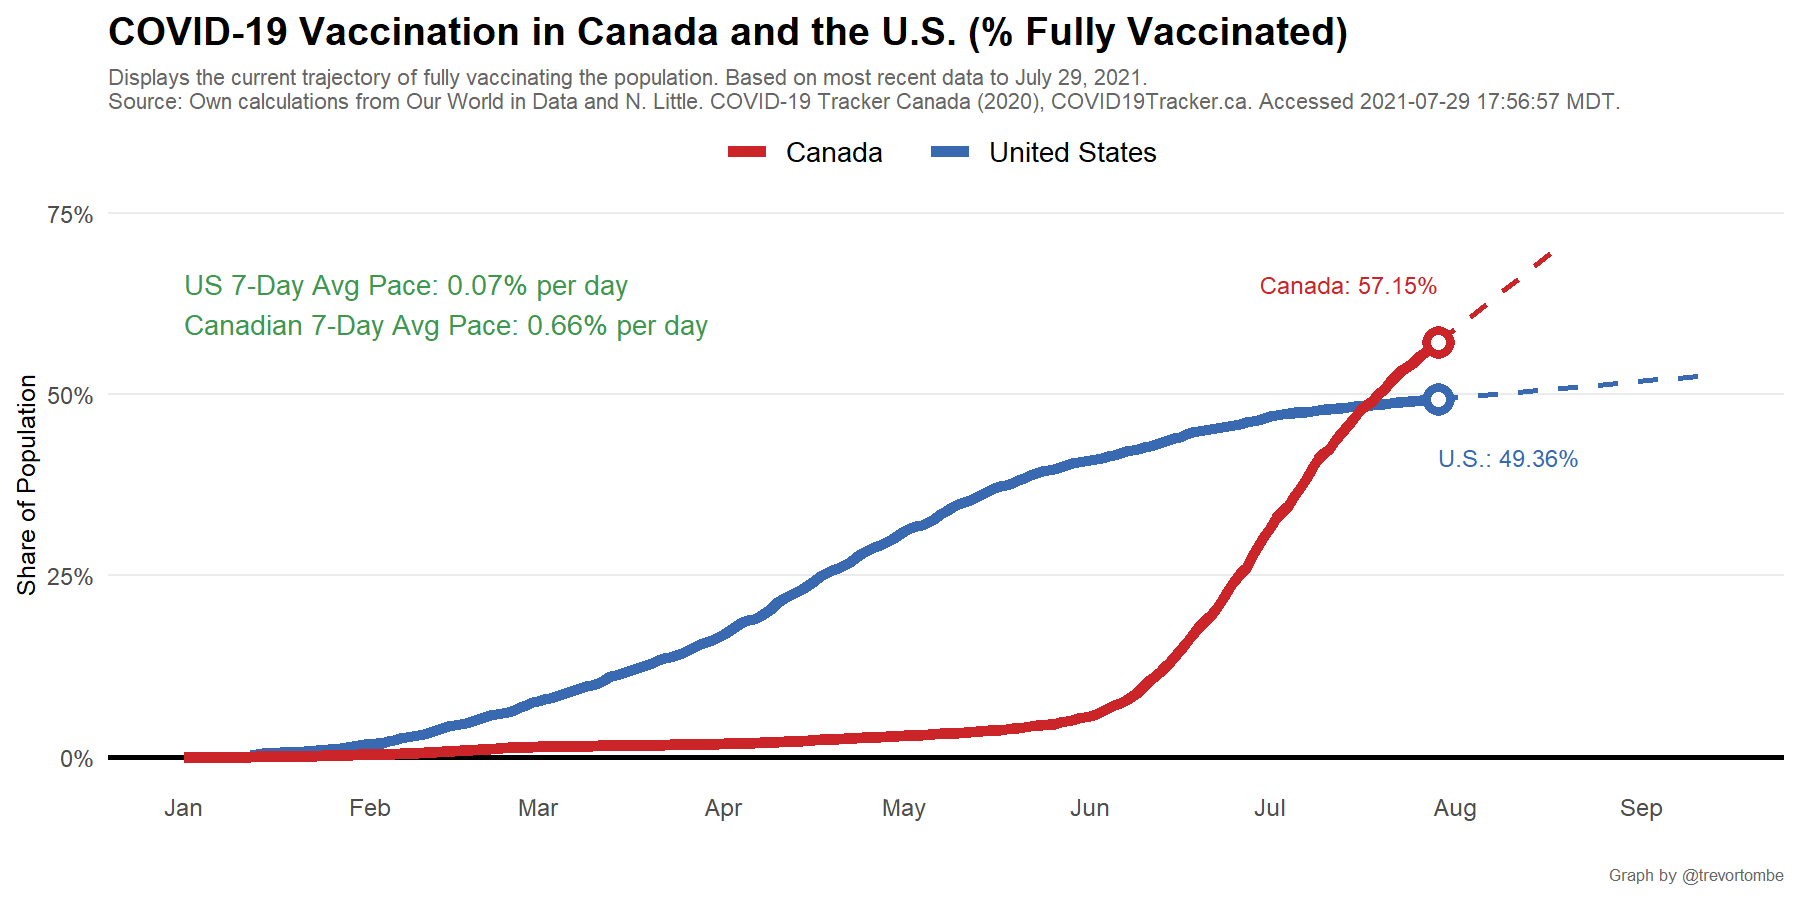 COVID-19 Vaccination in Canada and the U.S. (% Fully Vaccinated)
Displays the current trajectory of fully vaccinating the population. Based on most recent data to July 29, 2021.
Source: Own calculations from Our World in Data and N. Little. COVID-19 Tracker Canada (2020), COVID19Tracker.ca. Accessed 2021-07-29 17:56:57 MDT.
Canada
United States
75%
US 7-Day Avg Pace: 0.07% per day
Canadian 7-Day Avg Pace: 0.66% per day
Canada: 57.15%
50%
U.S.: 49.36%
Share of Population
25%
0%
Jan
Feb
Mar
Apr
May
Jun
Jul
Aug
Sep
Graph by @trevortombe